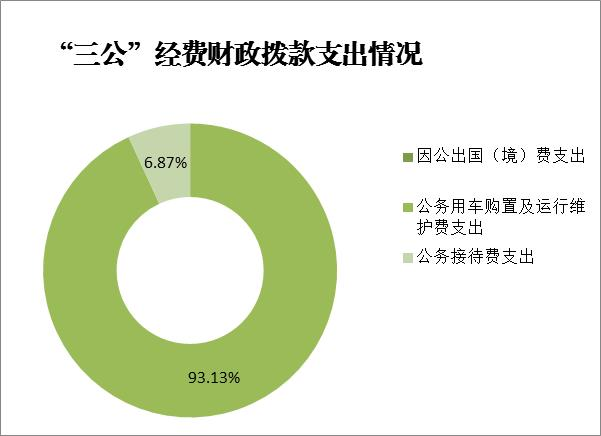 “三公”经费财政拨款支出情况
6.87%
93.13%
因公出国（境）费支出
公务用车购置及运行维
护费支出
公务接待费支出